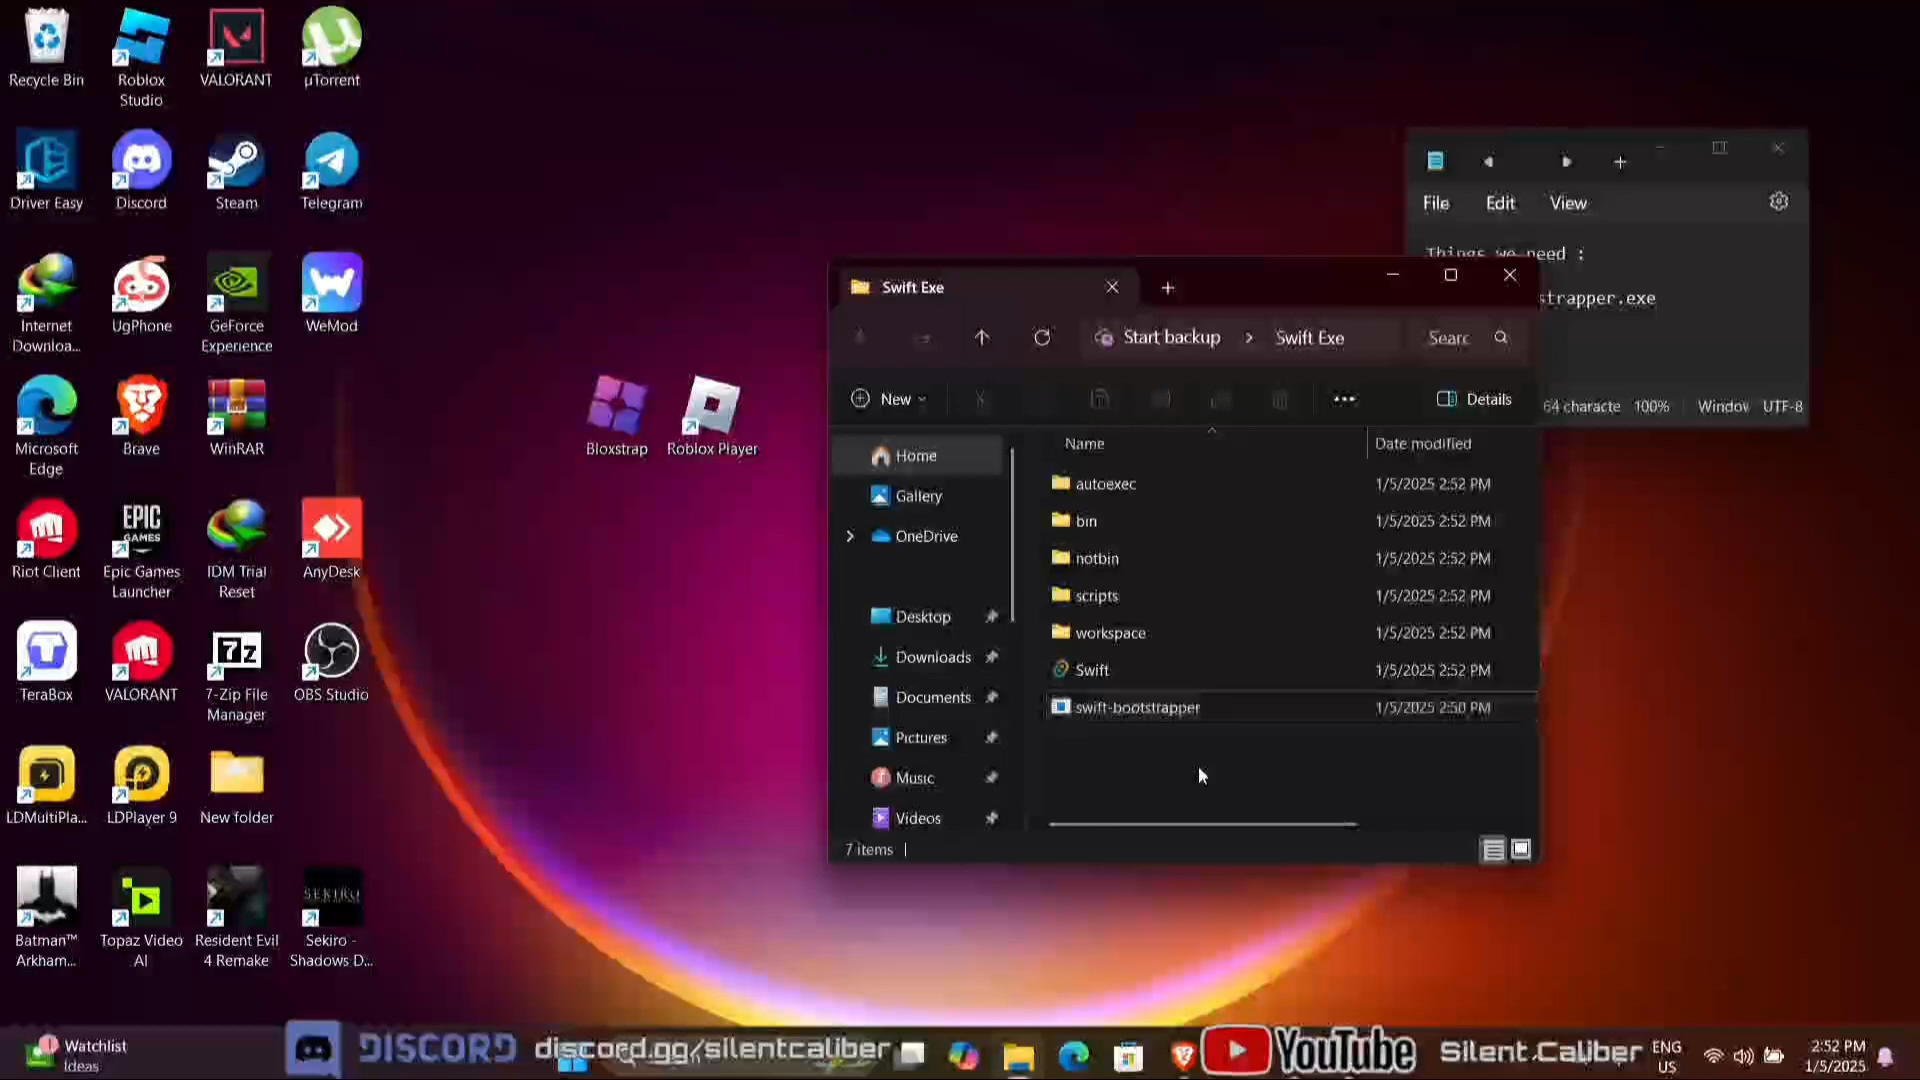 Recycle Bin
Roblox Studio
VALORANT
µTorrent
Driver Easy
Discord
Steam
Telegram
Internet Downloa...
UgPhone
GeForce Experience
WeMod
Microsoft Edge
Brave
WinRAR
Riot Client
EPIC GAMES
Epic Games Launcher
IDM Trial Reset
AnyDesk
TeraBox
VALORANT
7z
7-Zip File Manager
OBS Studio
LDMultiPla...
LDPlayer 9
New folder
Batman™ Arkham...
Topaz Video AI
Resident Evil 4 Remake
SEKIRO
Sekiro - Shadows D...
Bloxstrap
Roblox Player
File Edit View
Things we need :
strapper.exe
64 characte 100% Window UTF-8
Swift Exe
Start backup > Swift Exe Searc
New
Details
Name Date modified
Home
Gallery
OneDrive
Desktop
Downloads
Documents
Pictures
Music
Videos
autoexec 1/5/2025 2:52 PM
bin 1/5/2025 2:52 PM
notbin 1/5/2025 2:52 PM
scripts 1/5/2025 2:52 PM
workspace 1/5/2025 2:52 PM
Swift 1/5/2025 2:52 PM
swift-bootstrapper 1/5/2025 2:50 PM
7 items
Watchlist
Ideas
DISCORD discord.gg/silentcaliber
YouTube Silent.Caliber
ENG
US
2:52 PM
1/5/2025